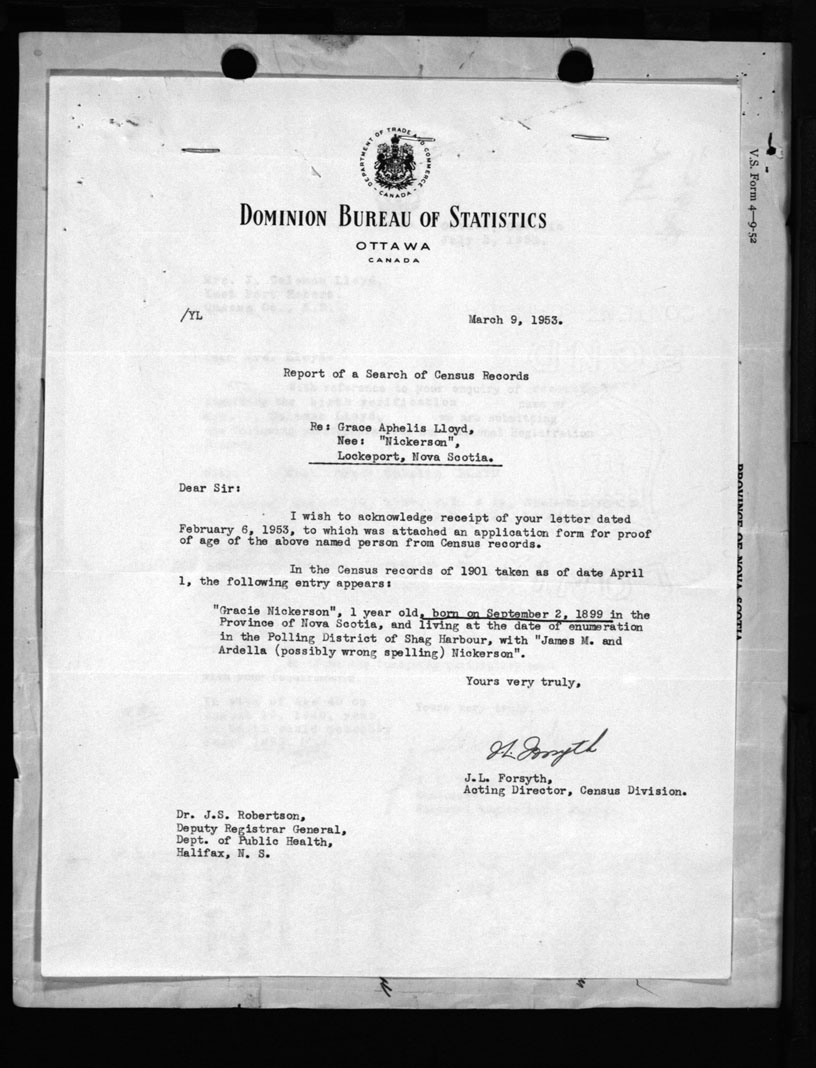 V.S. Form 4—9-52
DEPARTMENT OF TRADE AND COMMERCE
CANADA
DOMINION BUREAU OF STATISTICS
OTTAWA
CANADA
/YL
March 9, 1953.
Report of a Search of Census Records
Re: Grace Aphelis Lloyd,
Nee: "Nickerson",
Lockeport, Nova Scotia.
Dear Sir:
I wish to acknowledge receipt of your letter dated
February 6, 1953, to which was attached an application form for proof
of age of the above named person from Census records.
In the Census records of 1901 taken as of date April
1, the following entry appears:
"Gracie Nickerson", 1 year old, born on September 2, 1899 in the
Province of Nova Scotia, and living at the date of enumeration
in the Polling District of Shag Harbour, with "James M. and
Ardella (possibly wrong spelling) Nickerson".
Yours very truly,
J.L. Forsyth,
Acting Director, Census Division.
Dr. J.S. Robertson,
Deputy Registrar General,
Dept. of Public Health,
Halifax, N. S.
PROVINCE OF NOVA SCOTIA